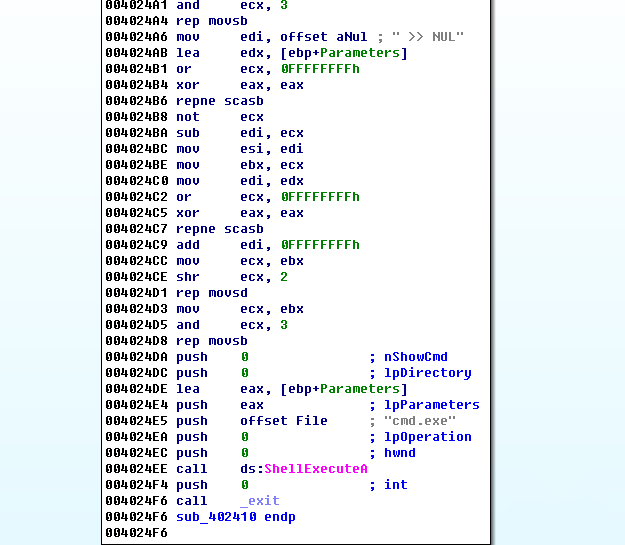 004024A1 and ecx, 3
004024A4 rep movsb
004024A6 mov edi, offset aNul ; " >> NUL"
004024AB lea edx, [ebp+Parameters]
004024B1 or ecx, 0FFFFFFFFh
004024B4 xor eax, eax
004024B6 repne scasb
004024B8 not ecx
004024BA sub edi, ecx
004024BC mov esi, edi
004024BE mov ebx, ecx
004024C0 mov edi, edx
004024C2 or ecx, 0FFFFFFFFh
004024C5 xor eax, eax
004024C7 repne scasb
004024C9 add edi, 0FFFFFFFFh
004024CC mov ecx, ebx
004024CE shr ecx, 2
004024D1 rep movsd
004024D3 mov ecx, ebx
004024D5 and ecx, 3
004024D8 rep movsb
004024DA push 0 ; nShowCmd
004024DC push 0 ; lpDirectory
004024DE lea eax, [ebp+Parameters]
004024E4 push eax ; lpParameters
004024E5 push offset File ; "cmd.exe"
004024EA push 0 ; lpOperation
004024EC push 0 ; hwnd
004024EE call ds:ShellExecuteA
004024F4 push 0 ; int
004024F6 call _exit
004024F6 sub_402410 endp
004024F6